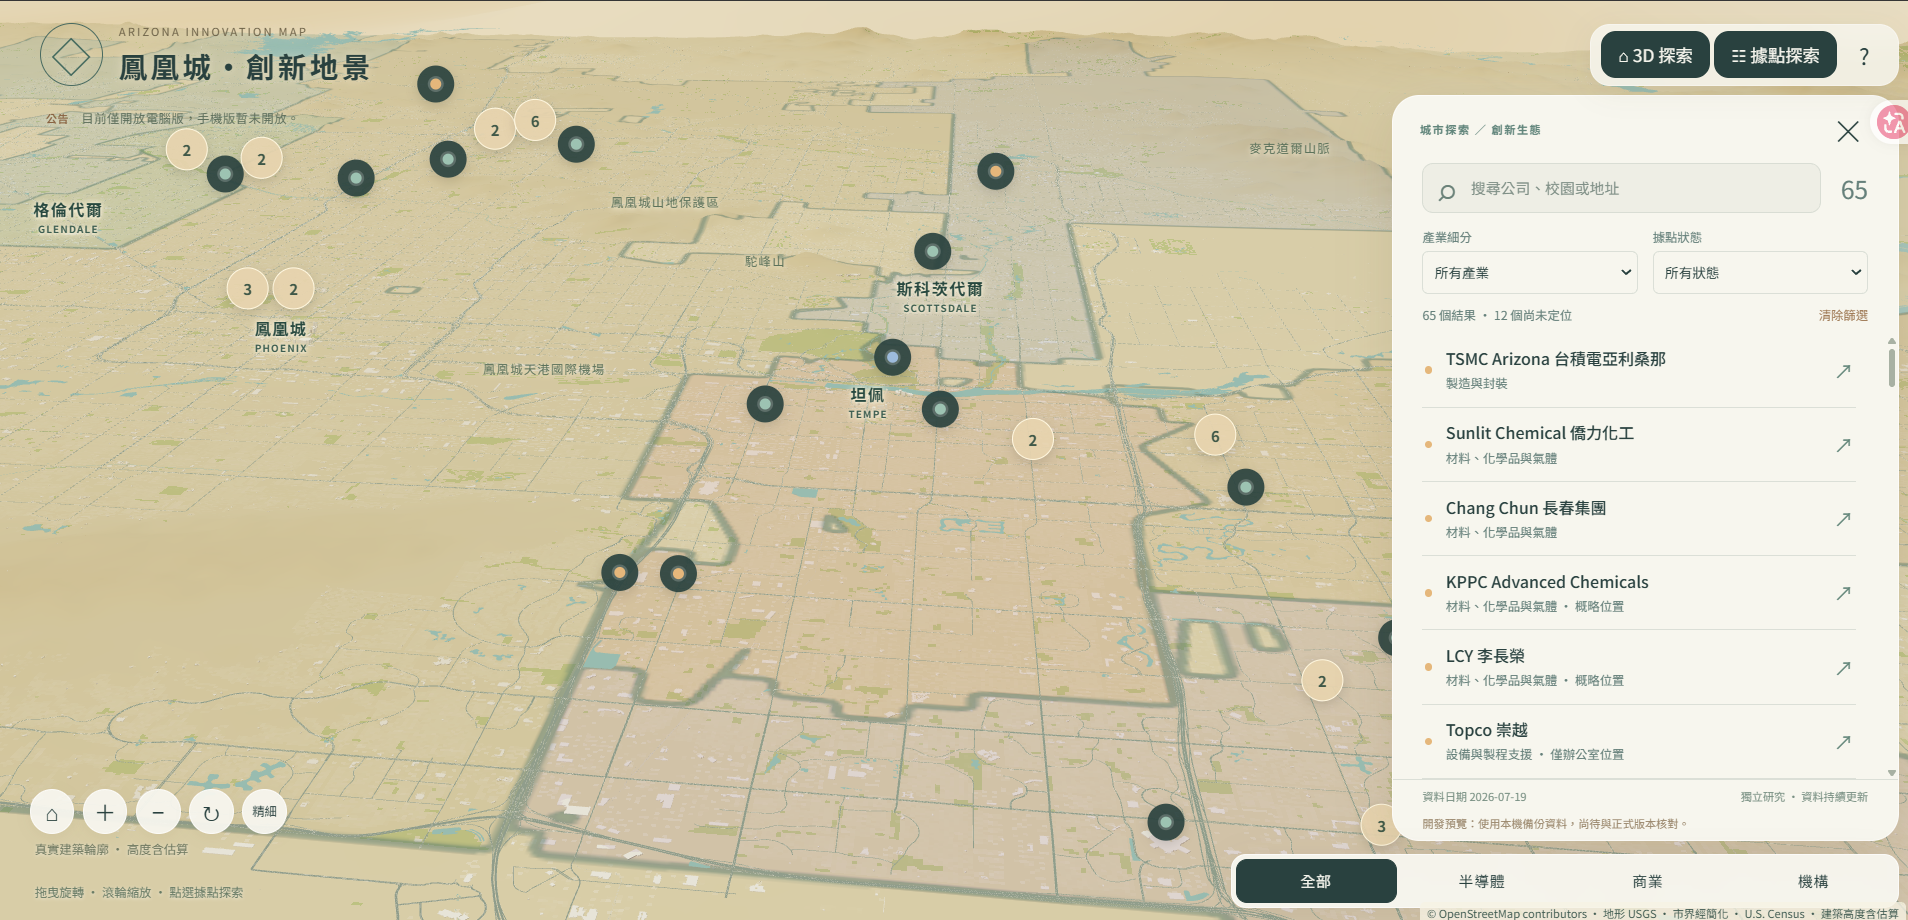 ARIZONA INNOVATION MAP
鳳凰城・創新地景
公告 目前僅開放電腦版，手機版暫未開放。
⌂ 3D 探索
☷ 據點探索
?
2
6
2
2
麥克道爾山脈
鳳凰城山地保護區
格倫代爾
GLENDALE
駝峰山
3
2
斯科茨代爾
SCOTTSDALE
鳳凰城
PHOENIX
鳳凰城天港國際機場
坦佩
TEMPE
2
6
2
3
城市探索 ／ 創新生態
搜尋公司、校園或地址
65
產業細分
據點狀態
所有產業
所有狀態
65 個結果 ・ 12 個尚未定位
清除篩選
TSMC Arizona 台積電亞利桑那
製造與封裝
Sunlit Chemical 僑力化工
材料、化學品與氣體
Chang Chun 長春集團
材料、化學品與氣體
KPPC Advanced Chemicals
材料、化學品與氣體 ・ 概略位置
LCY 李長榮
材料、化學品與氣體 ・ 概略位置
Topco 崇越
設備與製程支援 ・ 僅辦公室位置
資料日期 2026-07-19
獨立研究 ・ 資料持續更新
開發預覽：使用本機備份資料，尚待與正式版本核對。
精細
真實建築輪廓 ・ 高度含估算
拖曳旋轉 ・ 滾輪縮放 ・ 點選據點探索
全部
半導體
商業
機構
© OpenStreetMap contributors ・ 地形 USGS ・ 市界經簡化 ・ U.S. Census ・ 建築高度含估算